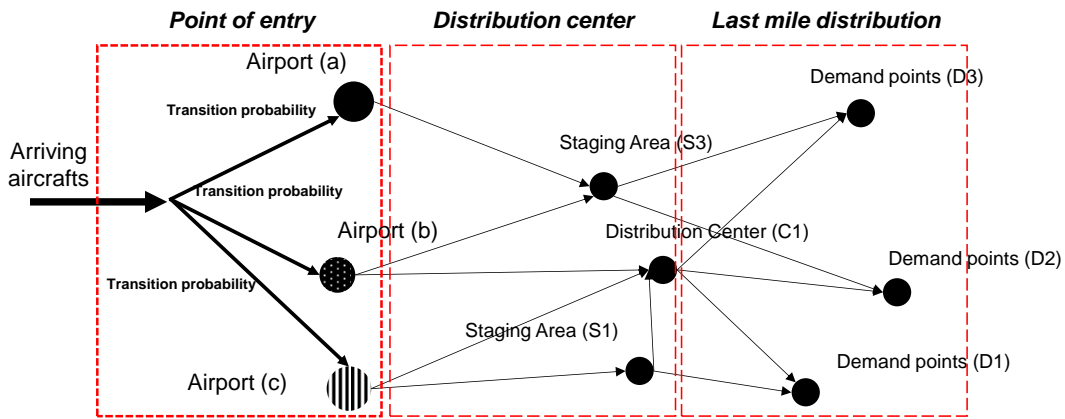 Point of entry
Distribution center
Last mile distribution
Airport (a)
Demand points (D3)
Transition probability
Staging Area (S3)
Arriving
aircrafts
Transition probability
Airport (b)
Distribution Center (C1)
Demand points (D2)
Transition probability
Staging Area (S1)
Airport (c)
Demand points (D1)